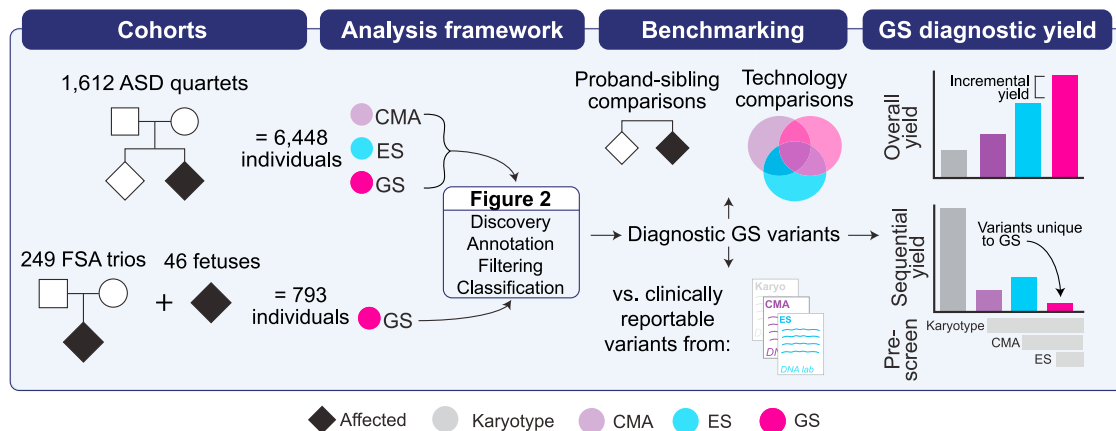 Cohorts
Analysis framework
Benchmarking
GS diagnostic yield
1,612 ASD quartets
= 6,448
individuals
249 FSA trios
46 fetuses
+
= 793
individuals
CMA
ES
GS
GS
Figure 2
Discovery
Annotation
Filtering
Classification
Proband-sibling
comparisons
Technology
comparisons
Diagnostic GS variants
vs. clinically
reportable
variants from:
Karyo
CMA
ES
DNA lab
Overall
yield
Incremental
yield
Sequential
yield
Variants unique
to GS
Pre-
screen
Karyotype
CMA
ES
Affected
Karyotype
CMA
ES
GS